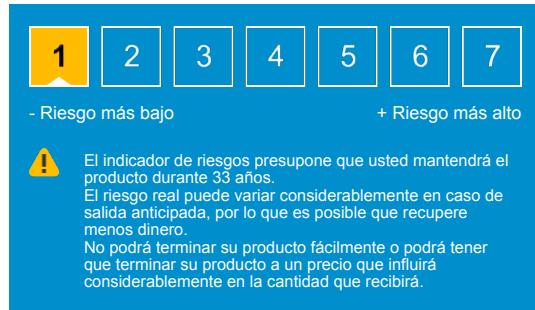 1 2 3 4 5 6 7
- Riesgo más bajo + Riesgo más alto
El indicador de riesgos presupone que usted mantendrá el
producto durante 33 años.
El riesgo real puede variar considerablemente en caso de
salida anticipada, por lo que es posible que recupere
menos dinero.
No podrá terminar su producto fácilmente o podrá tener
que terminar su producto a un precio que influirá
considerablemente en la cantidad que recibirá.